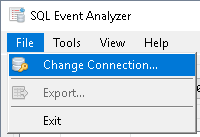 SQL Event Analyzer
File Tools View Help
Change Connection...
Export...
Exit